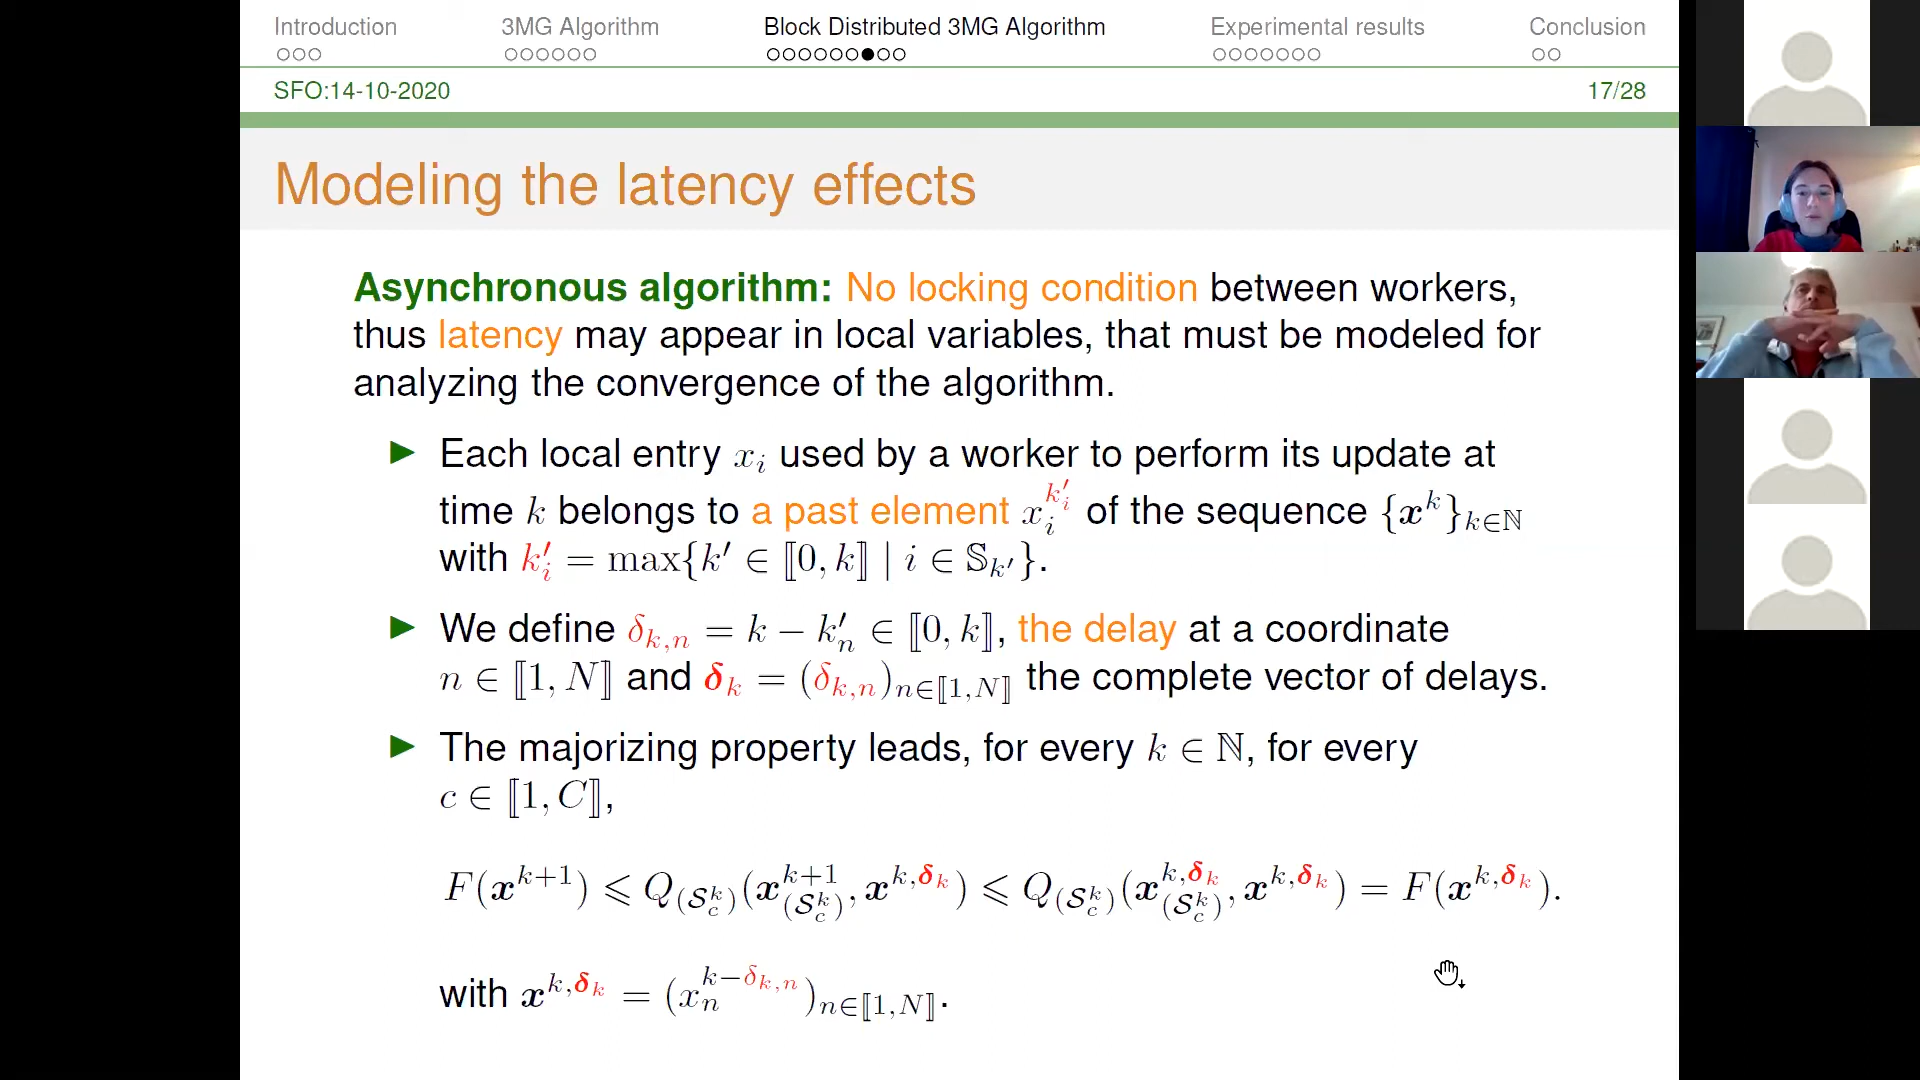 Introduction 3MG Algorithm Block Distributed 3MG Algorithm Experimental results Conclusion
SFO:14-10-2020 17/28
Modeling the latency effects
Asynchronous algorithm: No locking condition between workers,
thus latency may appear in local variables, that must be modeled for
analyzing the convergence of the algorithm.
▶ Each local entry x_i used by a worker to perform its update at
time k belongs to a past element x_i^{k'_i} of the sequence {x^k}_{k∈ℕ}
with k'_i = max{k' ∈ ⟦0, k⟧ | i ∈ 𝕊_{k'}}.
▶ We define δ_{k,n} = k − k'_n ∈ ⟦0, k⟧, the delay at a coordinate
n ∈ ⟦1, N⟧ and δ_k = (δ_{k,n})_{n∈⟦1,N⟧} the complete vector of delays.
▶ The majorizing property leads, for every k ∈ ℕ, for every
c ∈ ⟦1, C⟧,
F(x^{k+1}) ⩽ Q_{(𝒮_c^k)}(x_{(𝒮_c^k)}^{k+1}, x^{k,δ_k}) ⩽ Q_{(𝒮_c^k)}(x_{(𝒮_c^k)}^{k,δ_k}, x^{k,δ_k}) = F(x^{k,δ_k}).
with x^{k,δ_k} = (x_n^{k−δ_{k,n}})_{n∈⟦1,N⟧}.